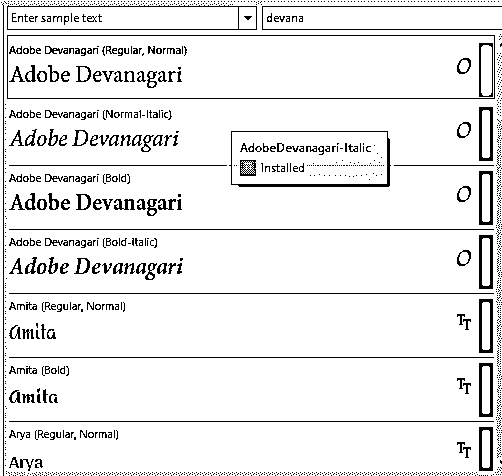 Enter sample text
devana
Adobe Devanagari (Regular, Normal)
Adobe Devanagari
Adobe Devanagari (Normal-Italic)
Adobe Devanagari
AdobeDevanagari-Italic
Installed
Adobe Devanagari (Bold)
Adobe Devanagari
Adobe Devanagari (Bold-Italic)
Adobe Devanagari
Amita (Regular, Normal)
Amita
Amita (Bold)
Amita
Arya (Regular, Normal)
Arya